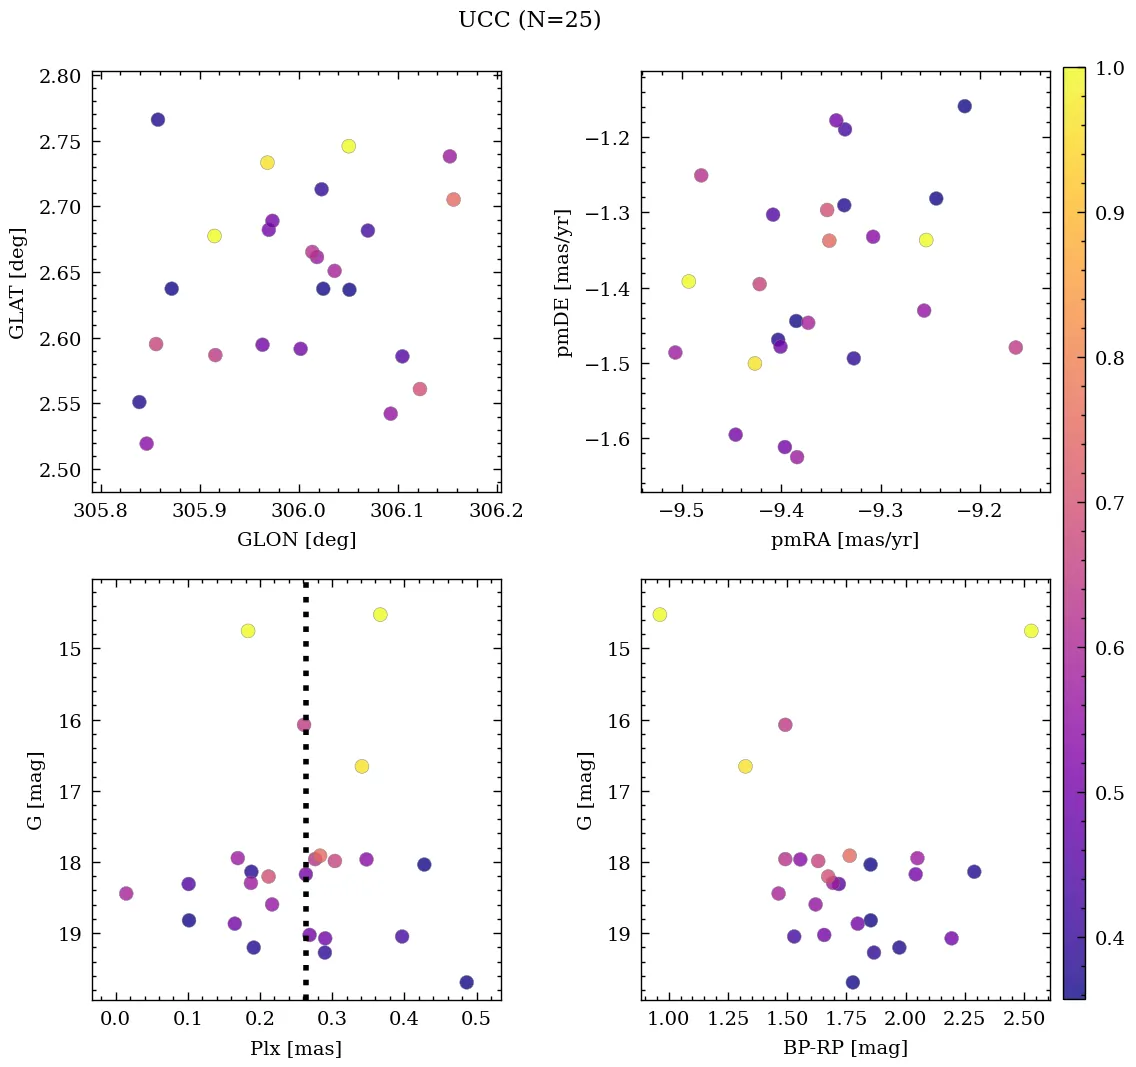 UCC (N=25)
2.80
2.75
2.70
2.65
2.60
2.55
2.50
GLAT [deg]
305.8 305.9 306.0 306.1 306.2
GLON [deg]
−1.2
−1.3
−1.4
−1.5
−1.6
pmDE [mas/yr]
−9.5 −9.4 −9.3 −9.2
pmRA [mas/yr]
15
16
17
18
19
G [mag]
0.0 0.1 0.2 0.3 0.4 0.5
Plx [mas]
15
16
17
18
19
G [mag]
1.00 1.25 1.50 1.75 2.00 2.25 2.50
BP-RP [mag]
1.0
0.9
0.8
0.7
0.6
0.5
0.4